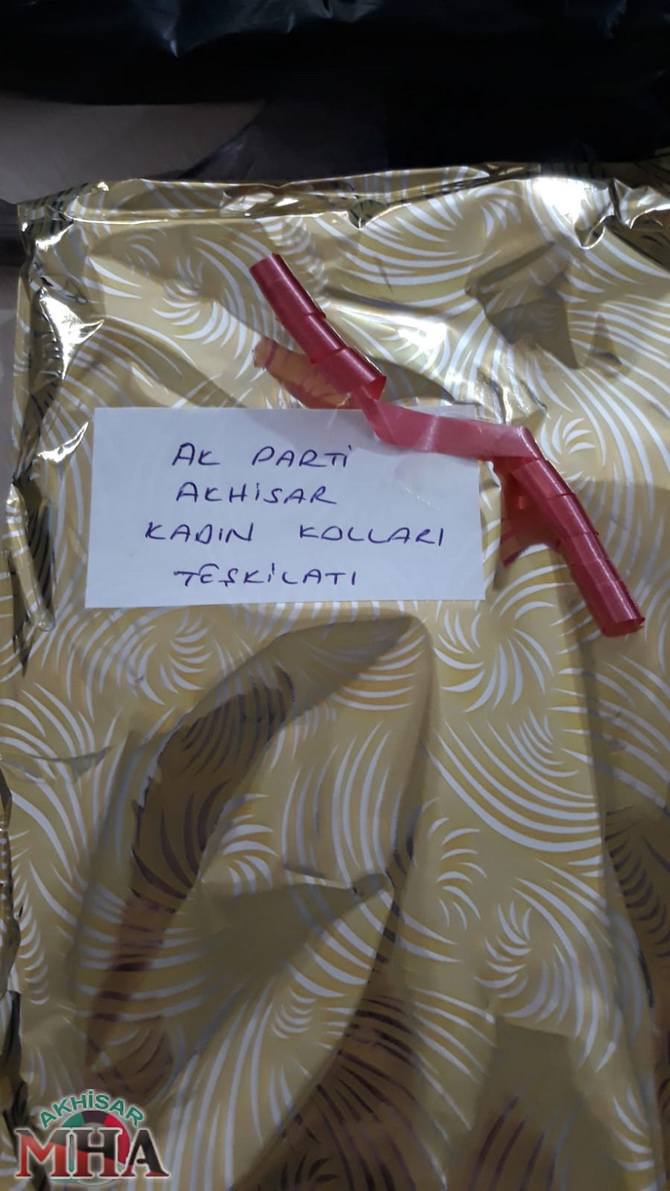 AK PARTİ
AKHİSAR
KADIN KOLLARI
TEŞKİLATI
AKHİSAR
MHA